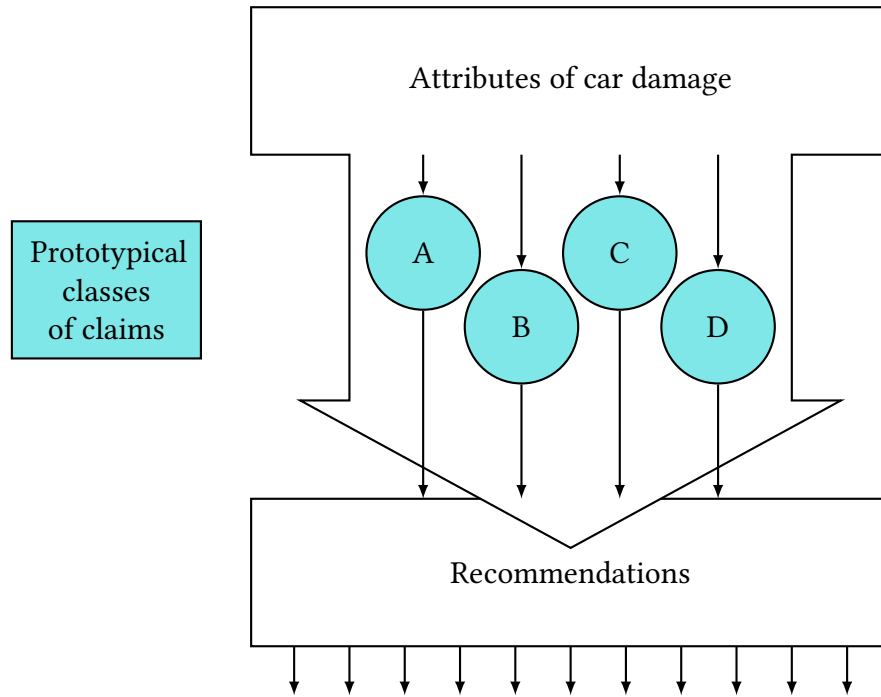 Attributes of car damage
Prototypical
classes
of claims
A
C
B
D
Recommendations